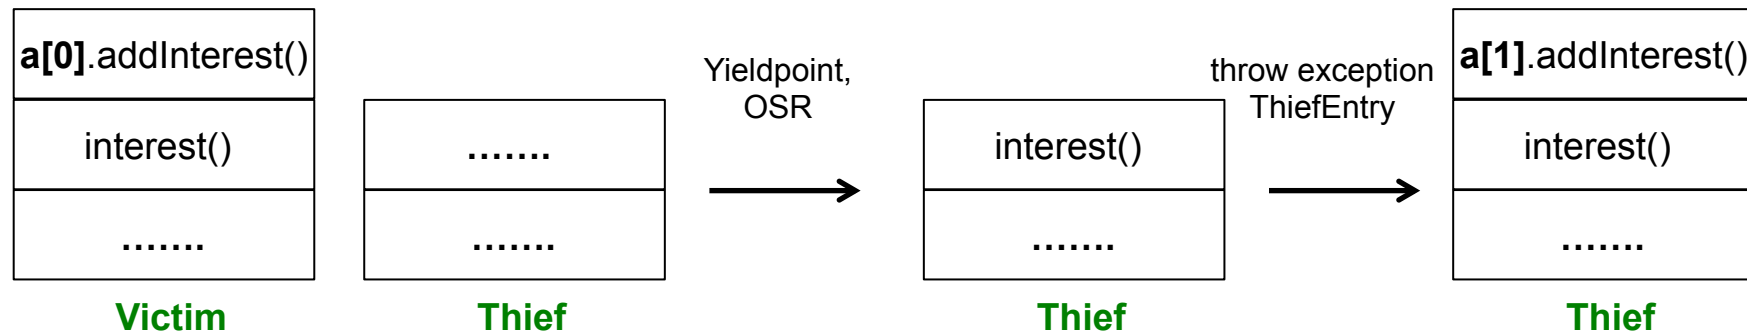 a[0].addInterest()
interest()
.......
Victim
.......
.......
Thief
Yieldpoint,
OSR
interest()
.......
Thief
throw exception
ThiefEntry
a[1].addInterest()
interest()
.......
Thief